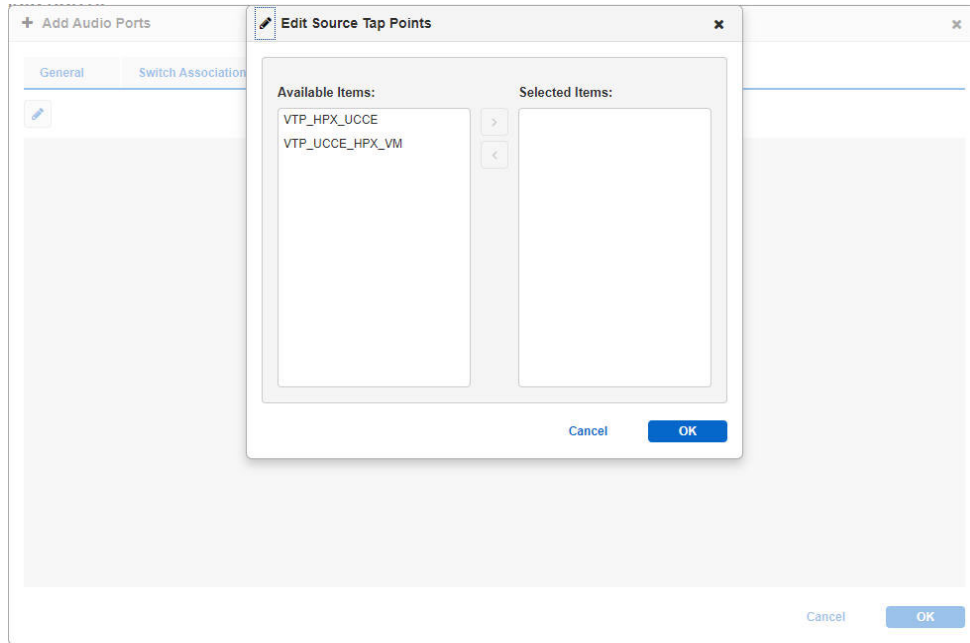 Add Audio Ports
Edit Source Tap Points
General
Switch Association
Available Items:
Selected Items:
VTP_HPX_UCCE
VTP_UCCE_HPX_VM
Cancel
OK
Cancel
OK